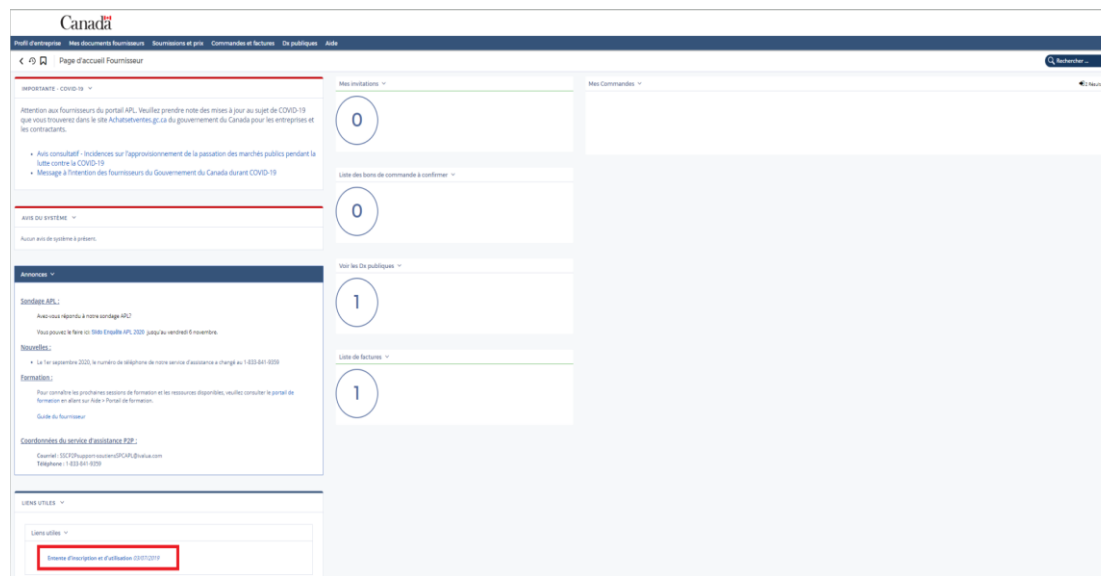 Canada
Profil d'entreprise Mes documents fournisseurs Soumissions et prix Commandes et factures Dx publiques Aide
Page d'accueil Fournisseur
Rechercher ...
IMPORTANTE - COVID-19
Attention aux fournisseurs du portail APL. Veuillez prendre note des mises à jour au sujet de COVID-19
que vous trouverez dans le site Achatsetventes.gc.ca du gouvernement du Canada pour les entreprises et
les contractants.
Avis consultatif - Incidences sur l'approvisionnement de la passation des marchés publics pendant la
lutte contre la COVID-19
Message à l'intention des fournisseurs du Gouvernement du Canada durant COVID-19
AVIS DU SYSTÈME
Aucun avis de système à présent.
Annonces
Sondage APL :
Avez-vous répondu à notre sondage APL?
Vous pouvez le faire ici: Slido Enquête APL 2020 jusqu'au vendredi 6 novembre.
Nouvelles :
La 1er septembre 2020, le numéro de téléphone de notre service d'assistance a changé au 1-833-841-9359
Formation :
Pour connaître les prochaines sessions de formation et les ressources disponibles, veuillez consulter le portail de
formation en allant sur Aide > Portail de formation.
Guide du fournisseur
Coordonnées du service d'assistance P2P :
Courriel : SSCP2Psupport-soutienSPCAPL@ivalua.com
Téléphone : 1-833-841-9359
LIENS UTILES
Liens utiles
Entente d'inscription et d'utilisation 03/07/2019
Mes invitations
0
Liste des bons de commande à confirmer
0
Voir les Dx publiques
1
Liste de factures
1
Mes Commandes